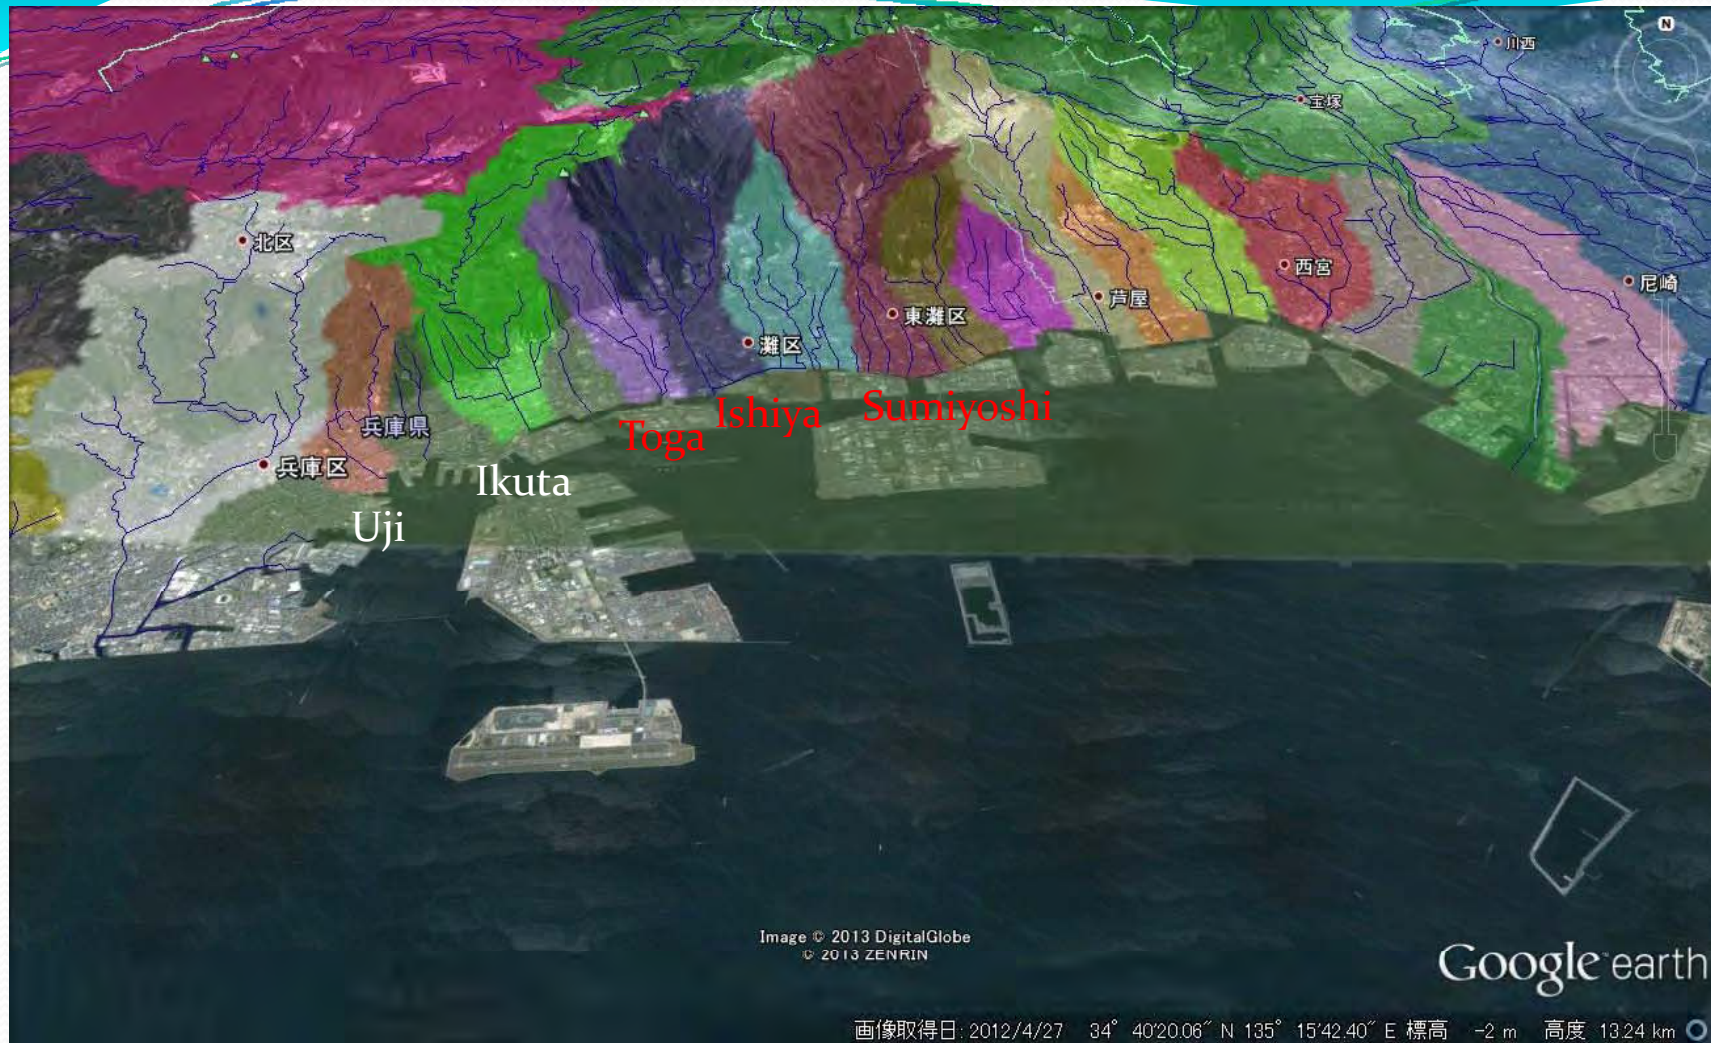 N
川西
宝塚
北区
西宮
尼崎
芦屋
東灘区
灘区
兵庫県
Toga
Ishiya
Sumiyoshi
兵庫区
Ikuta
Uji
Image © 2013 DigitalGlobe
© 2013 ZENRIN
Google earth
画像取得日: 2012/4/27 34° 40'20.06" N 135° 15'42.40" E 標高 -2 m 高度 13.24 km